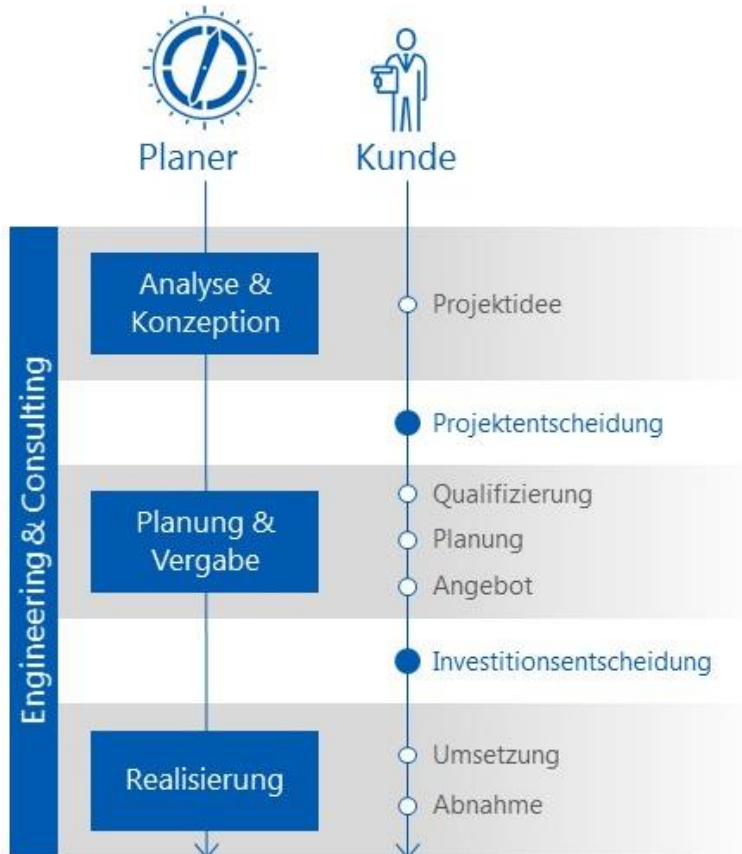 Planer
Kunde
Engineering & Consulting
Analyse &
Konzeption
Projektidee
Projektentscheidung
Planung &
Vergabe
Qualifizierung
Planung
Angebot
Investitionsentscheidung
Realisierung
Umsetzung
Abnahme